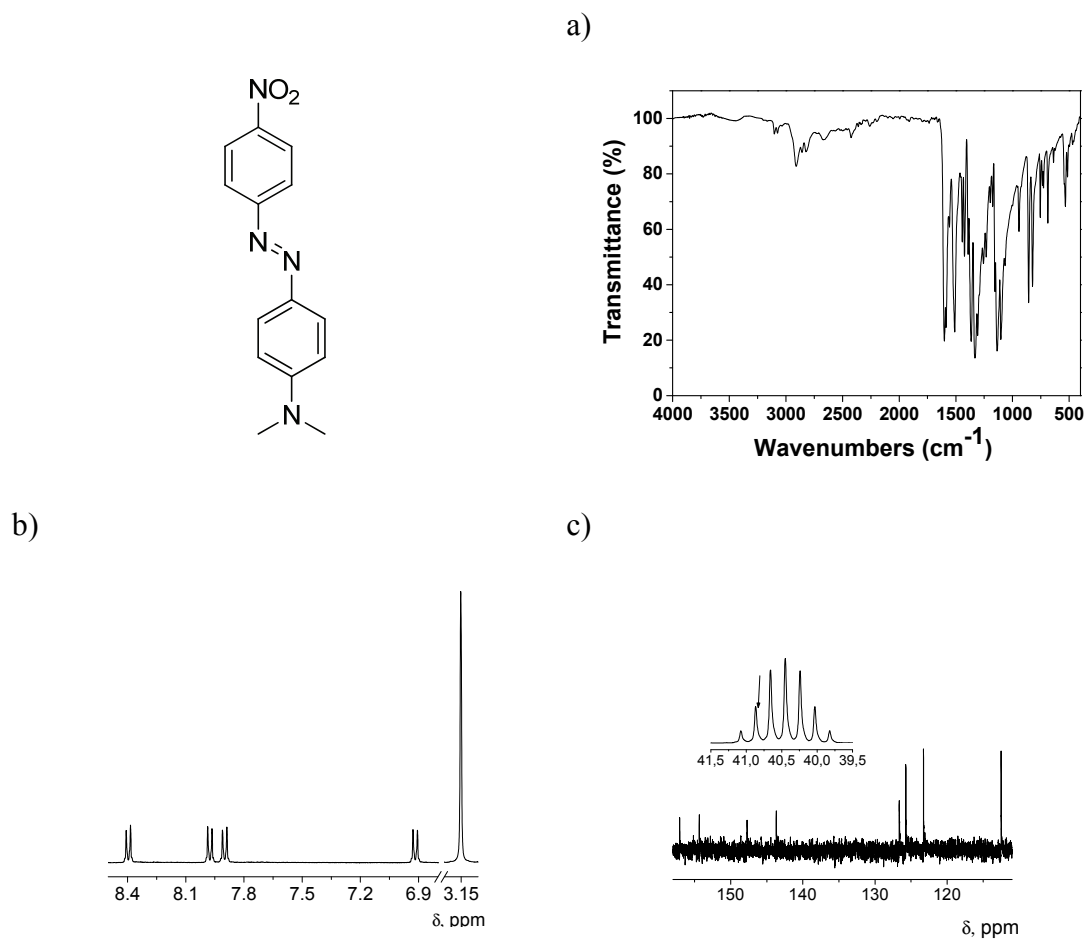 a)
NO2
N
N
N
Transmittance (%)
100
80
60
40
20
0
4000 3500 3000 2500 2000 1500 1000 500
Wavenumbers (cm-1)
b)
c)
8.4 8.1 7.8 7.5 7.2 6.9 3.15
δ, ppm
41,5 41,0 40,5 40,0 39,5
150 140 130 120
δ, ppm